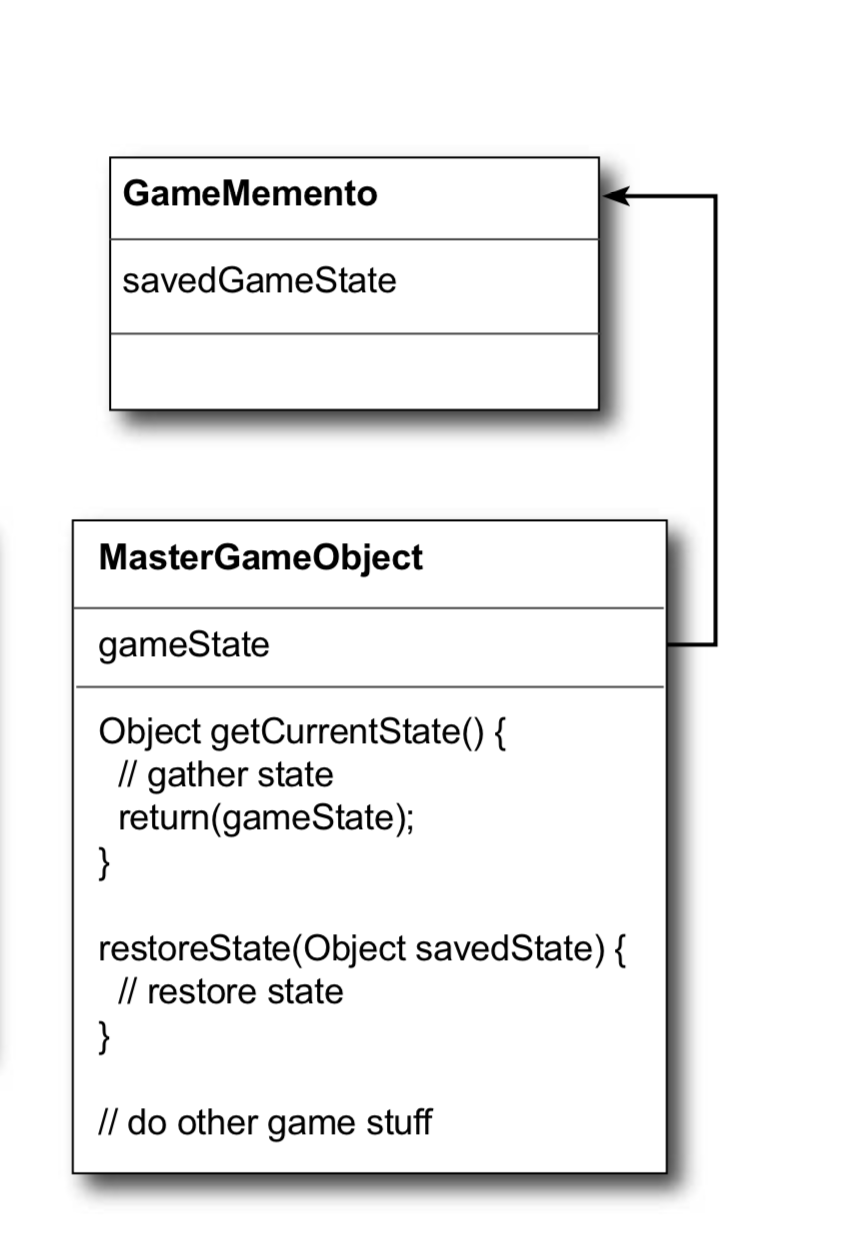 GameMemento
savedGameState
MasterGameObject
gameState
Object getCurrentState() {
// gather state
return(gameState);
}
restoreState(Object savedState) {
// restore state
}
// do other game stuff